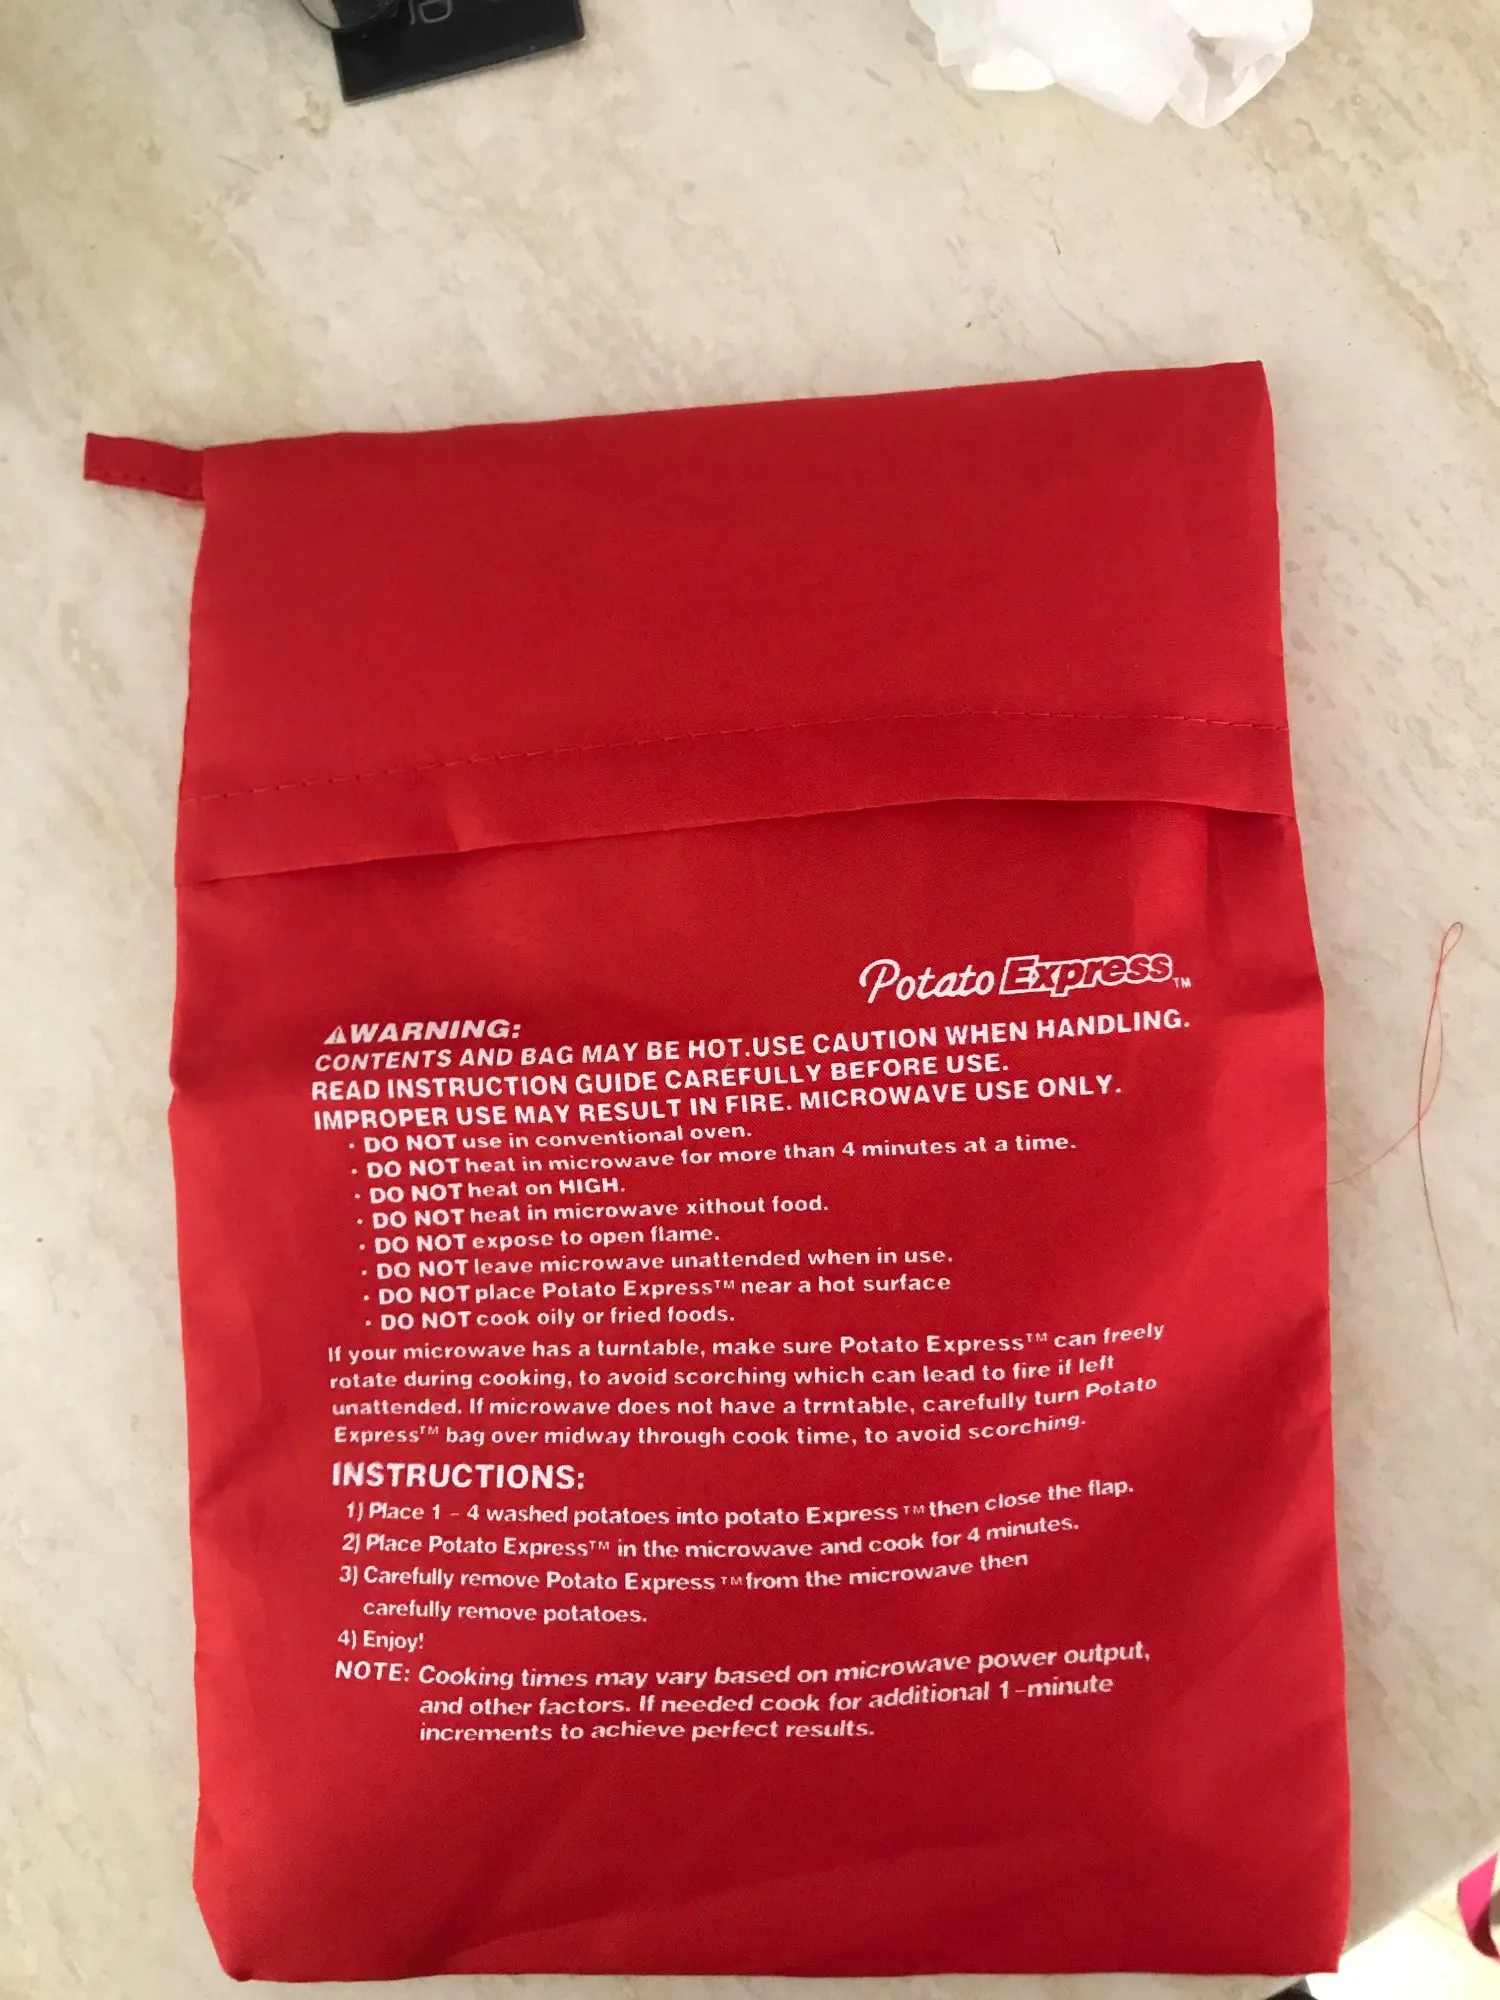 Potato Express™
⚠WARNING:
CONTENTS AND BAG MAY BE HOT.USE CAUTION WHEN HANDLING.
READ INSTRUCTION GUIDE CAREFULLY BEFORE USE.
IMPROPER USE MAY RESULT IN FIRE. MICROWAVE USE ONLY.
· DO NOT use in conventional oven.
· DO NOT heat in microwave for more than 4 minutes at a time.
· DO NOT heat on HIGH.
· DO NOT heat in microwave xithout food.
· DO NOT expose to open flame.
· DO NOT leave microwave unattended when in use.
· DO NOT place Potato Express™ near a hot surface
· DO NOT cook oily or fried foods.
If your microwave has a turntable, make sure Potato Express™ can freely
rotate during cooking, to avoid scorching which can lead to fire if left
unattended. If microwave does not have a trrntable, carefully turn Potato
Express™ bag over midway through cook time, to avoid scorching.
INSTRUCTIONS:
1) Place 1 - 4 washed potatoes into potato Express ™ then close the flap.
2) Place Potato Express™ in the microwave and cook for 4 minutes.
3) Carefully remove Potato Express ™ from the microwave then
carefully remove potatoes.
4) Enjoy!
NOTE: Cooking times may vary based on microwave power output,
and other factors. If needed cook for additional 1-minute
increments to achieve perfect results.